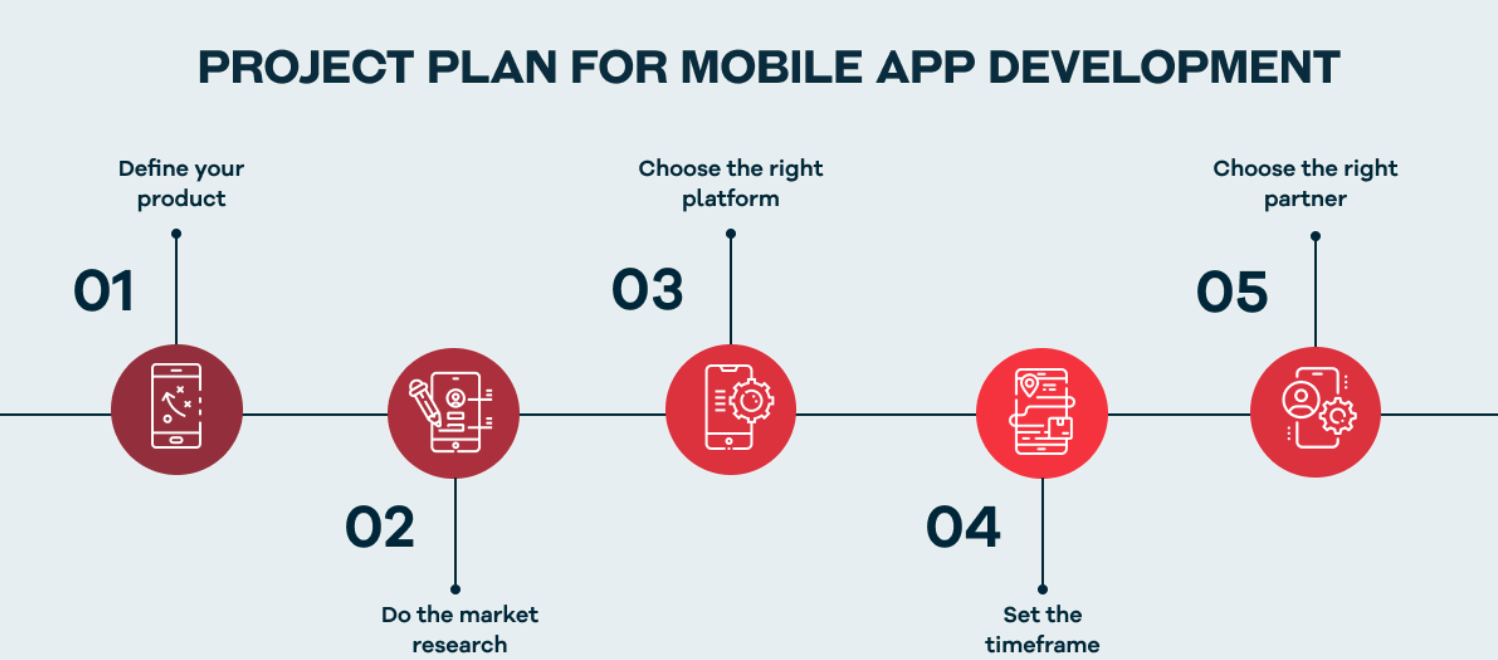 PROJECT PLAN FOR MOBILE APP DEVELOPMENT
Define your
product
01
02
Do the market
research
Choose the right
platform
03
04
Set the
timeframe
Choose the right
partner
05